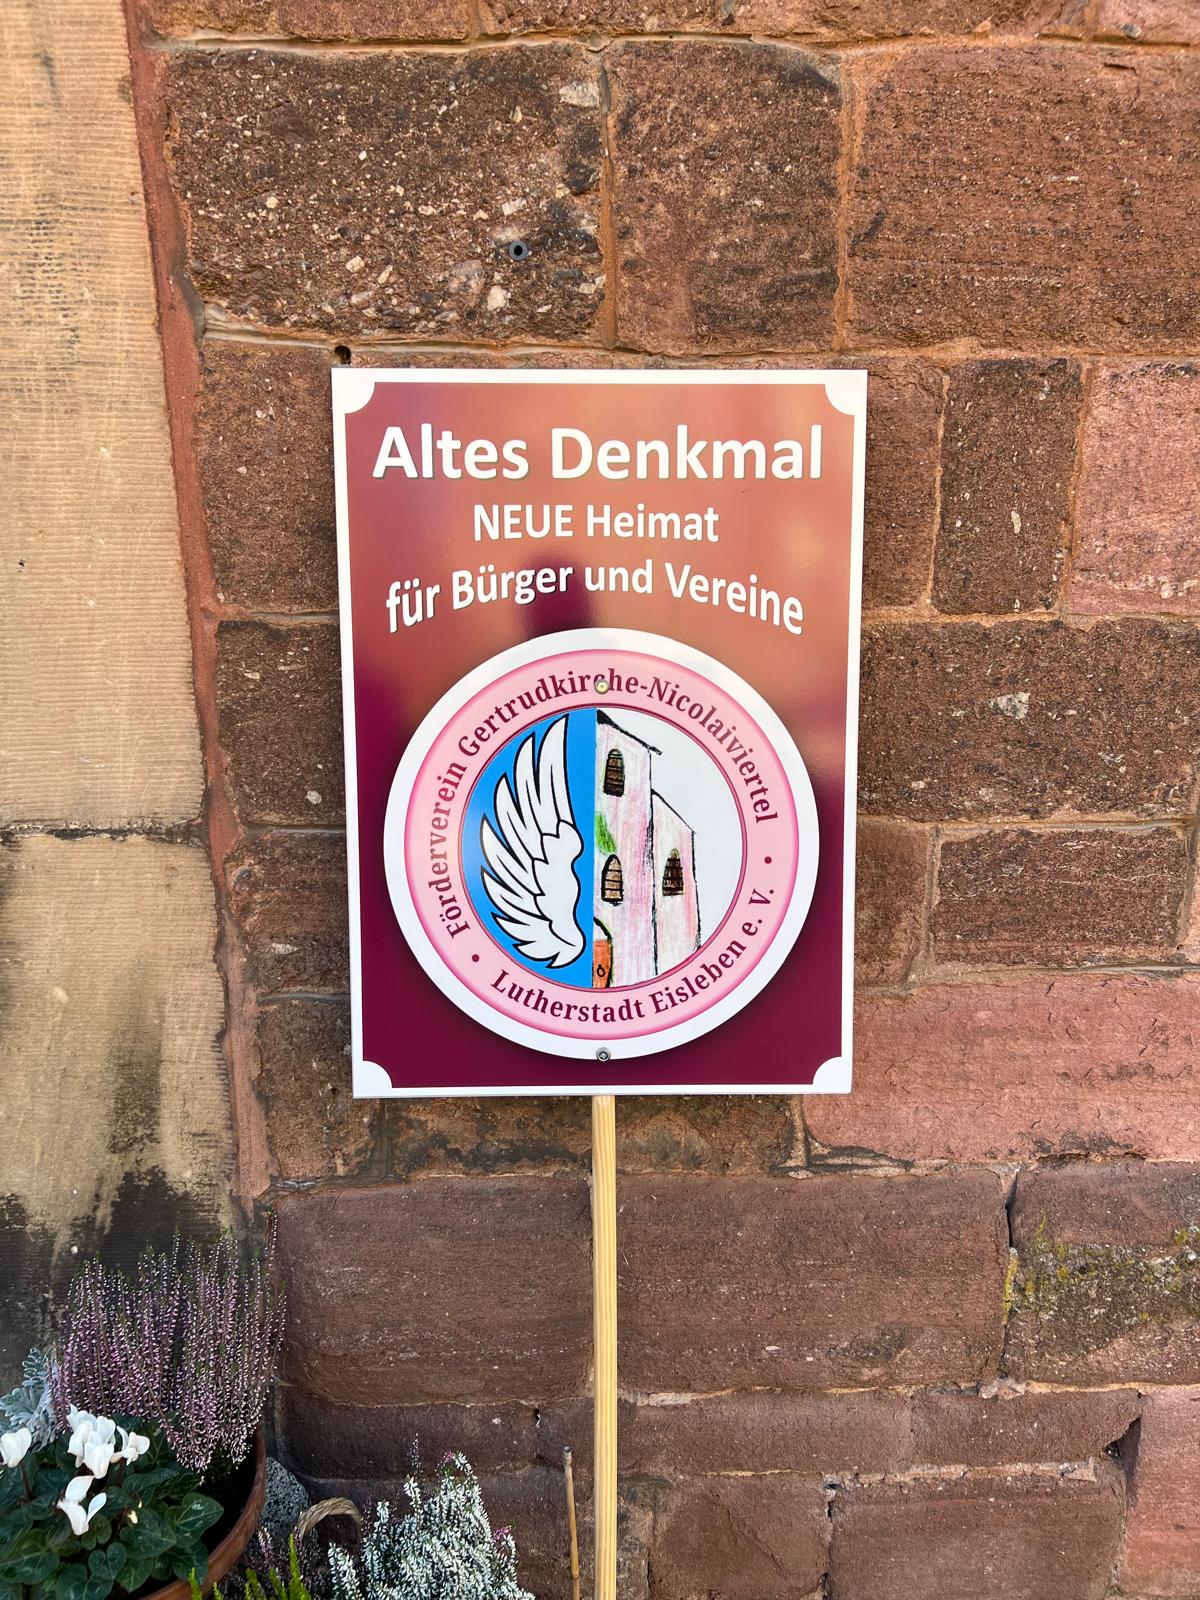 Altes Denkmal
NEUE Heimat
für Bürger und Vereine
Förderverein Gertrudkirche-Nicolaiviertel
• Lutherstadt Eisleben e. V. •